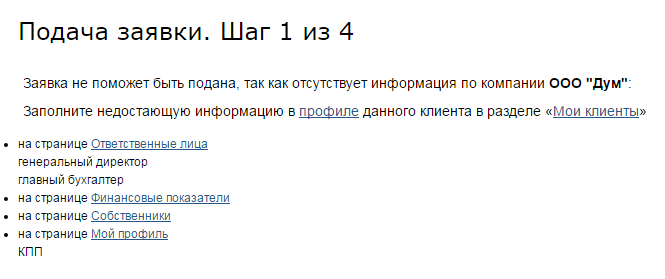 Подача заявки. Шаг 1 из 4
Заявка не поможет быть подана, так как отсутствует информация по компании ООО "Дум":
Заполните недостающую информацию в профиле данного клиента в разделе «Мои клиенты»
• на странице Ответственные лица
генеральный директор
главный бухгалтер
• на странице Финансовые показатели
• на странице Собственники
• на странице Мой профиль
КПП